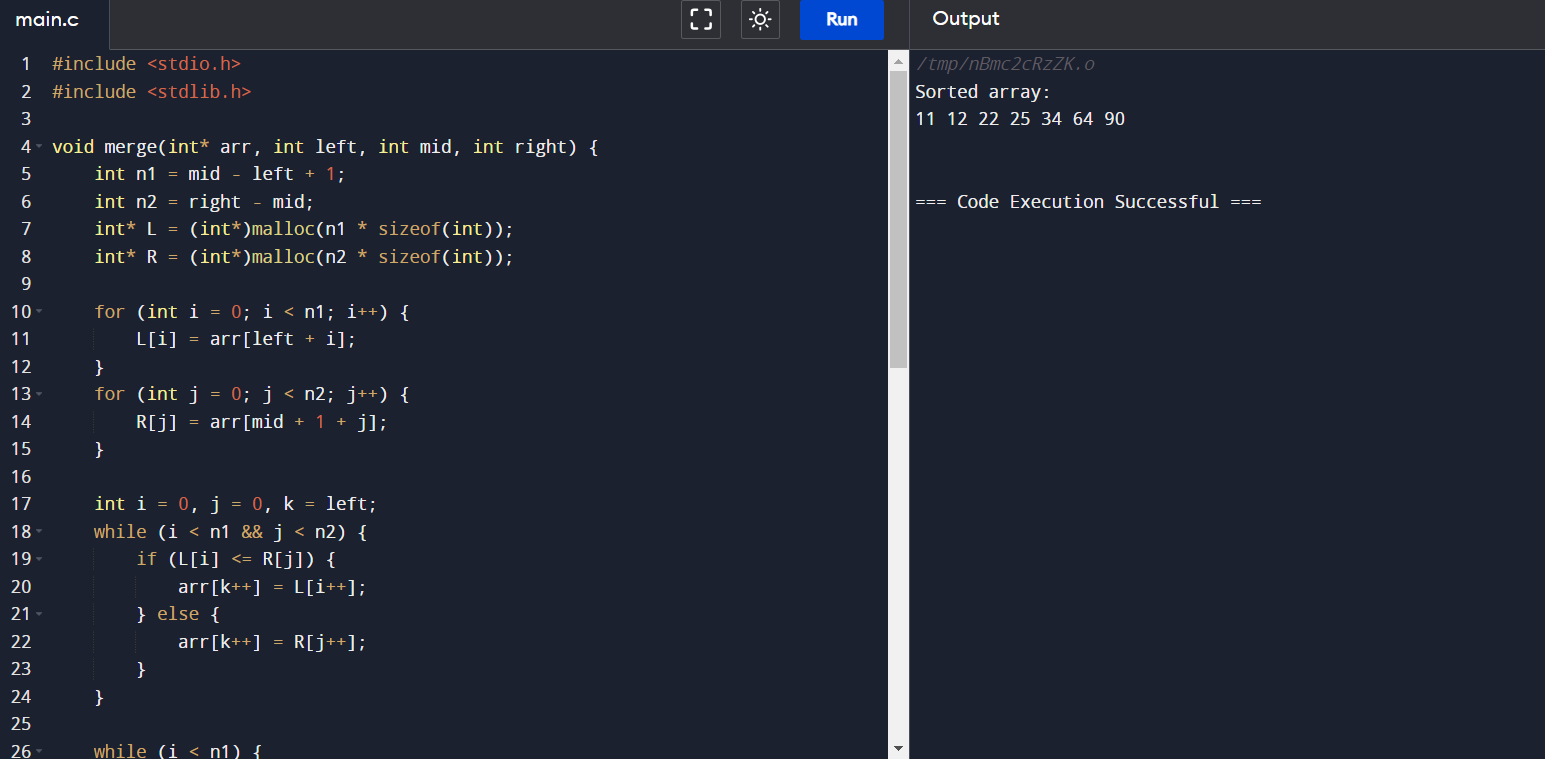 main.c
Run
Output
1 #include <stdio.h>
2 #include <stdlib.h>
3
4 void merge(int* arr, int left, int mid, int right) {
5     int n1 = mid - left + 1;
6     int n2 = right - mid;
7     int* L = (int*)malloc(n1 * sizeof(int));
8     int* R = (int*)malloc(n2 * sizeof(int));
9
10     for (int i = 0; i < n1; i++) {
11         L[i] = arr[left + i];
12     }
13     for (int j = 0; j < n2; j++) {
14         R[j] = arr[mid + 1 + j];
15     }
16
17     int i = 0, j = 0, k = left;
18     while (i < n1 && j < n2) {
19         if (L[i] <= R[j]) {
20             arr[k++] = L[i++];
21         } else {
22             arr[k++] = R[j++];
23         }
24     }
25
26     while (i < n1) {
/tmp/nBmc2cRzZK.o
Sorted array:
11 12 22 25 34 64 90
=== Code Execution Successful ===